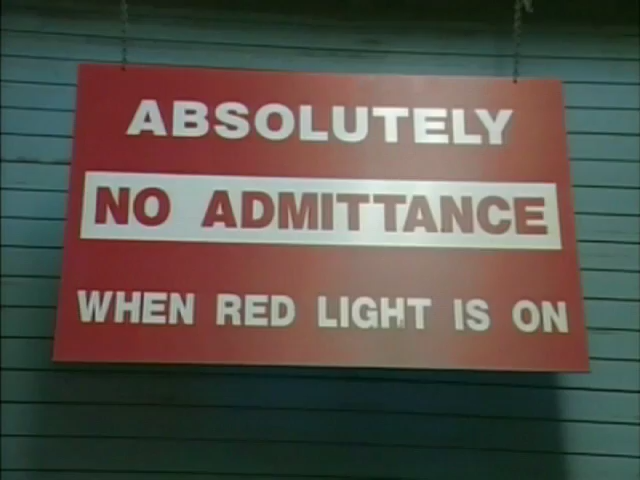 ABSOLUTELY
NO ADMITTANCE
WHEN RED LIGHT IS ON